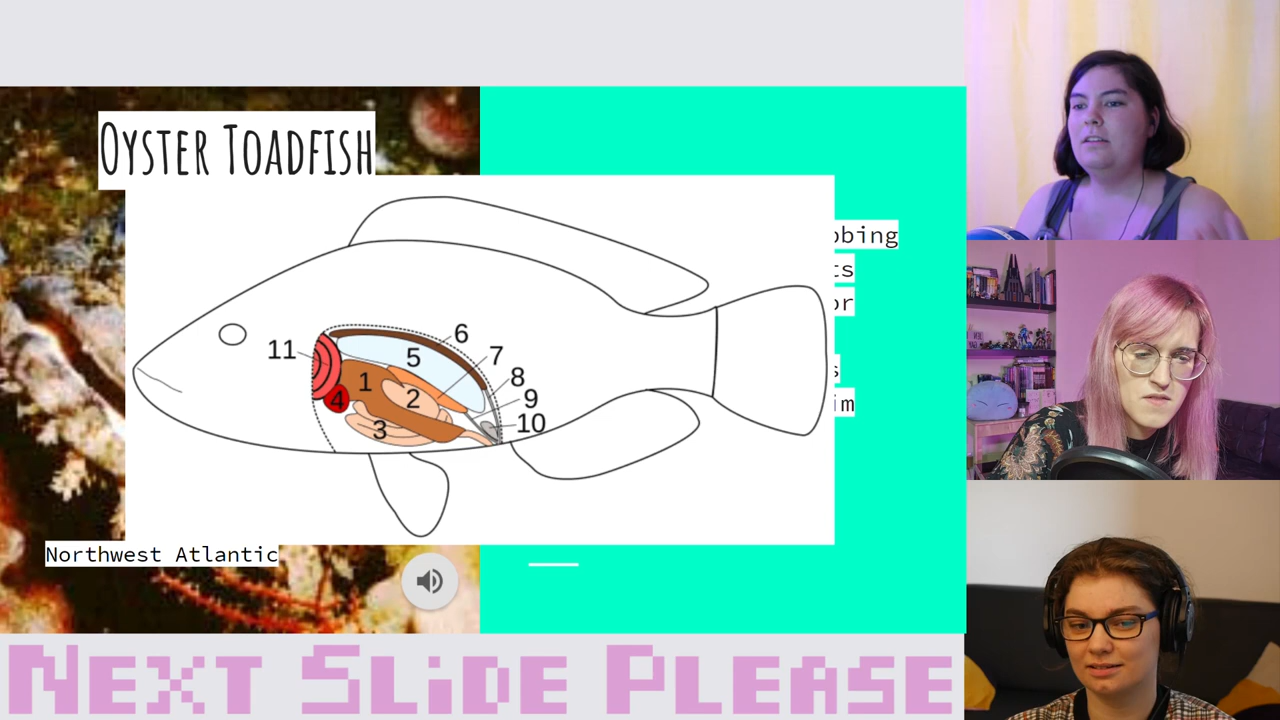 Oyster Toadfish
bbing
ts
or
s
im
11
1
2
3
4
5
6
7
8
9
10
Northwest Atlantic
Next Slide Please